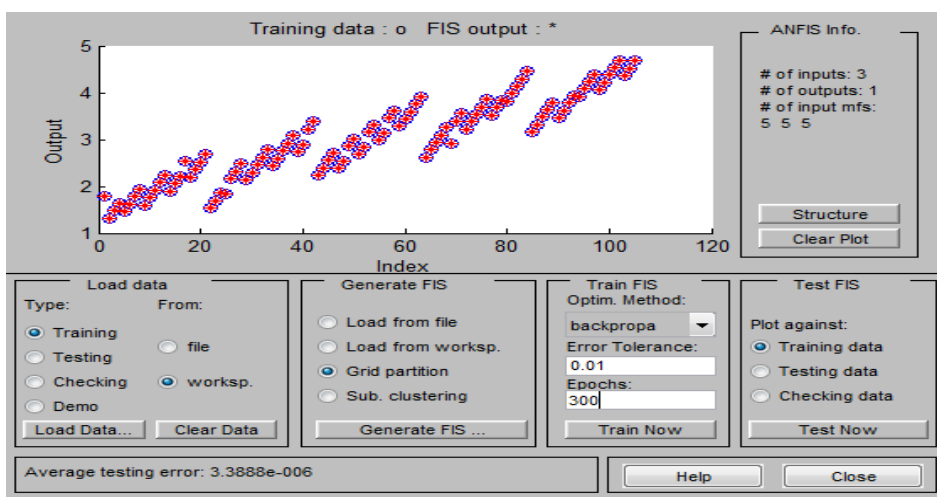 Training data : o   FIS output : *
5
4
3
2
1
Output
0 20 40 60 80 100 120
Index
ANFIS Info.
# of inputs: 3
# of outputs: 1
# of input mfs:
5 5 5
Structure
Clear Plot
Load data
Type: From:
Training
Testing
Checking
Demo
file
worksp.
Load Data... Clear Data
Generate FIS
Load from file
Load from worksp.
Grid partition
Sub. clustering
Generate FIS ...
Train FIS
Optim. Method:
backpropa
Error Tolerance:
0.01
Epochs:
300
Train Now
Test FIS
Plot against:
Training data
Testing data
Checking data
Test Now
Average testing error: 3.3888e-006
Help Close